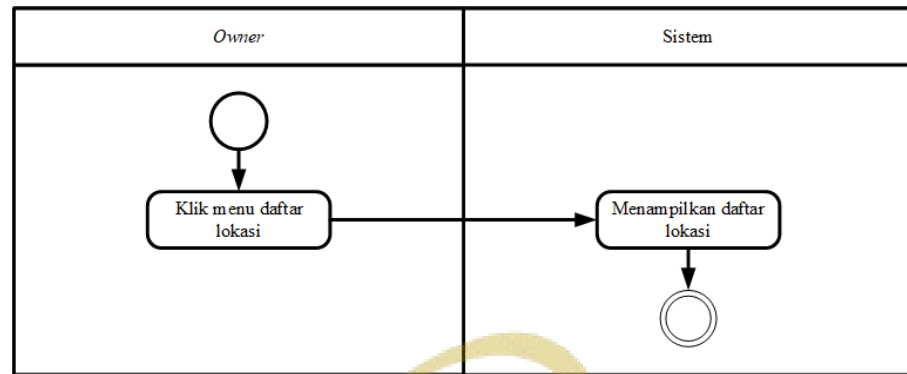 Owner
Sistem
Klik menu daftar
lokasi
Menampilkan daftar
lokasi